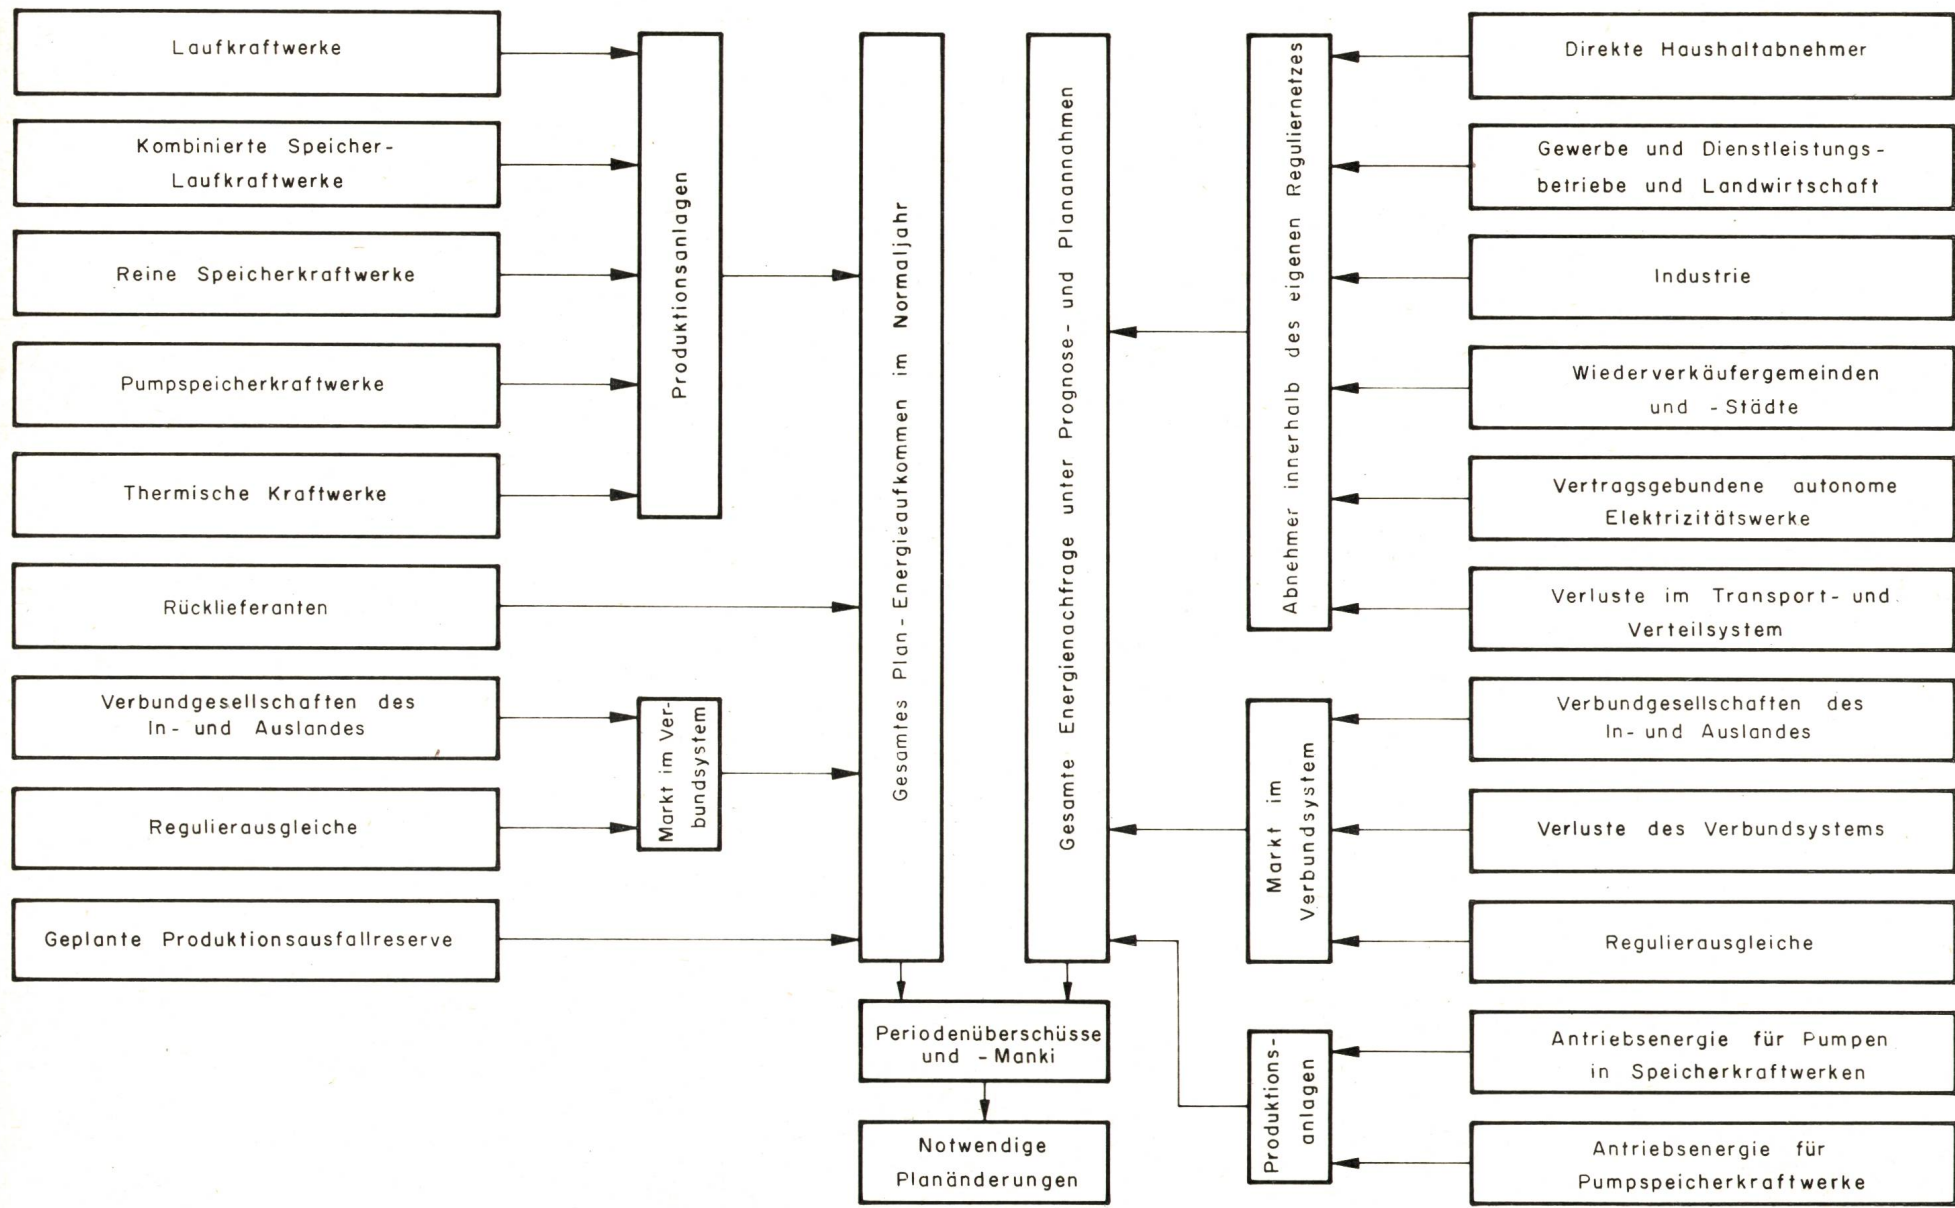 Laufkraftwerke
Kombinierte Speicher-
Laufkraftwerke
Reine Speicherkraftwerke
Pumpspeicherkraftwerke
Thermische Kraftwerke
Rücklieferanten
Verbundgesellschaften des
In- und Auslandes
Regulierausgleiche
Geplante Produktionsausfallreserve
Produktionsanlagen
Markt im Ver-
bundsystem
Gesamtes Plan-Energieaufkommen im Normaljahr
Gesamte Energienachfrage unter Prognose- und Planannahmen
Periodenüberschüsse
und -Manki
Notwendige
Planänderungen
Abnehmer innerhalb des eigenen Reguliernetzes
Markt im
Verbundsystem
Produktions-
anlagen
Direkte Haushaltabnehmer
Gewerbe und Dienstleistungs-
betriebe und Landwirtschaft
Industrie
Wiederverkäufergemeinden
und -Städte
Vertragsgebundene autonome
Elektrizitätswerke
Verluste im Transport- und
Verteilsystem
Verbundgesellschaften des
In- und Auslandes
Verluste des Verbundsystems
Regulierausgleiche
Antriebsenergie für Pumpen
in Speicherkraftwerken
Antriebsenergie für
Pumpspeicherkraftwerke